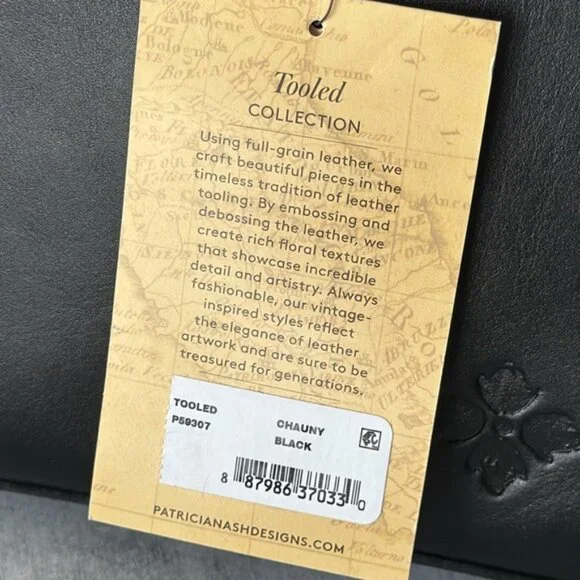 Tooled
COLLECTION
Using full-grain leather, we
craft beautiful pieces in the
timeless tradition of leather
tooling. By embossing and
debossing the leather, we
create rich floral textures
that showcase incredible
detail and artistry. Always
fashionable, our vintage-
inspired styles reflect
the elegance of leather
artwork and are sure to be
treasured for generations.
TOOLED
P59307
CHAUNY
BLACK
8 87986 37033 0
PATRICIANASHDESIGNS.COM